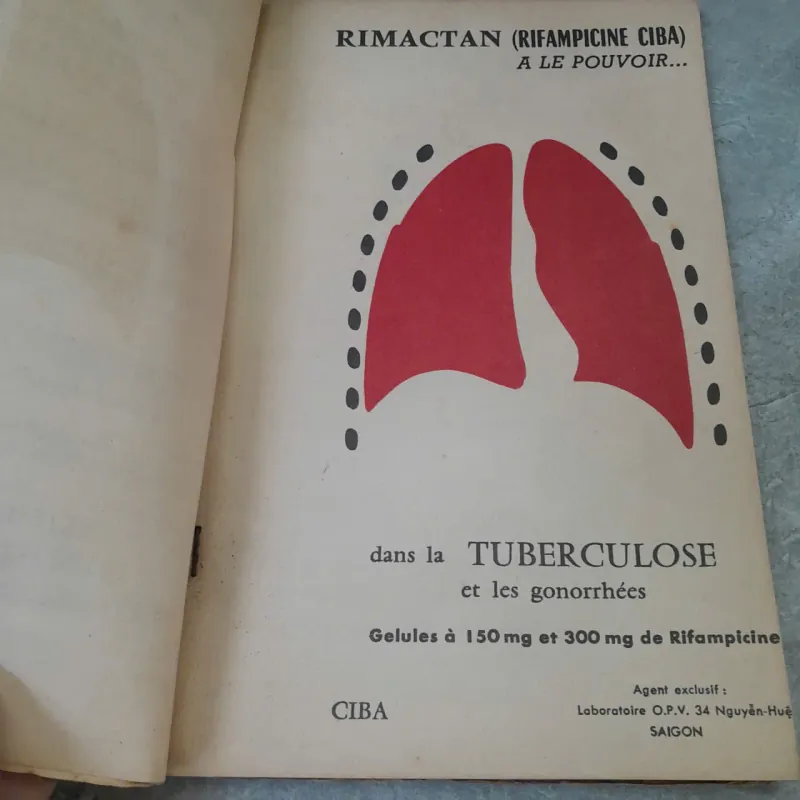 RIMACTAN (RIFAMPICINE CIBA)
A LE POUVOIR...
dans la TUBERCULOSE
et les gonorrhées
Gelules à 150 mg et 300 mg de Rifampicine
Agent exclusif :
CIBA
Laboratoire O.P.V. 34 Nguyễn-Huệ
SAIGON